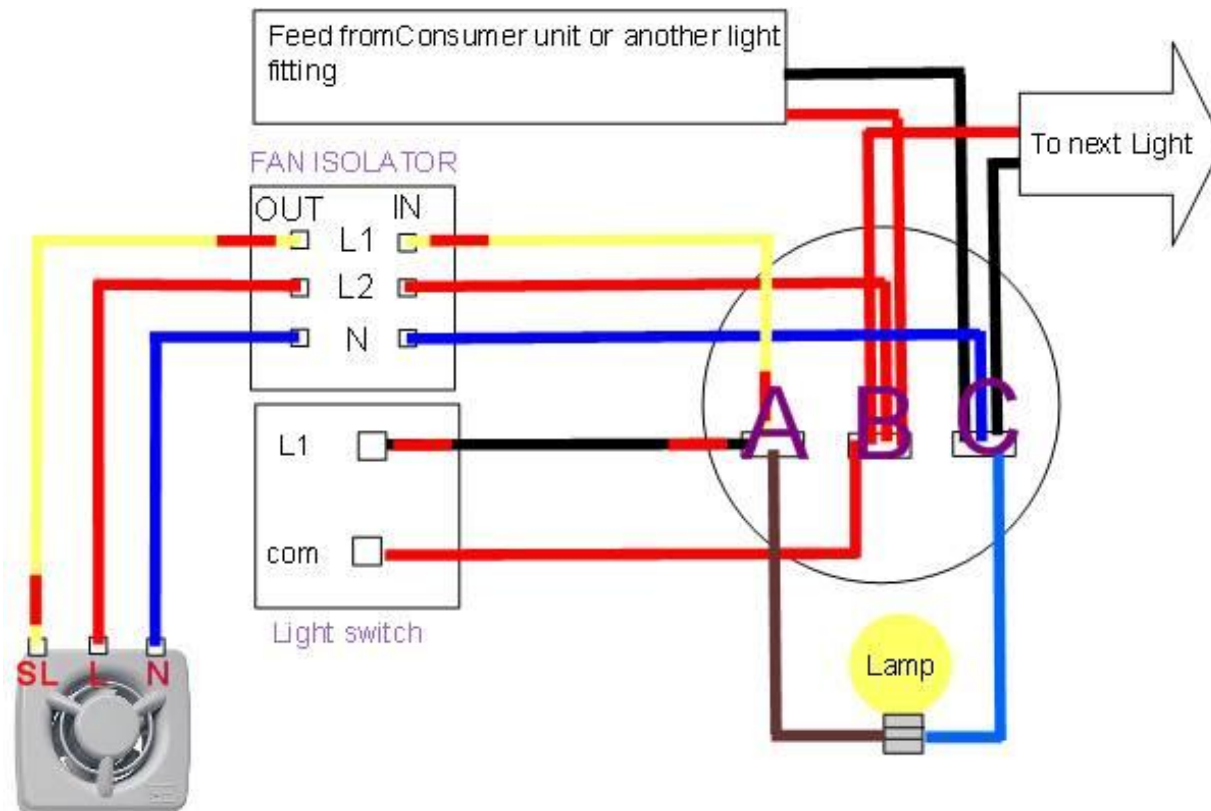 Feed fromConsumer unit or another light
fitting
To next Light
FAN ISOLATOR
OUT IN
L1
L2
N
A B C
L1
com
Light switch
SL L N
Lamp